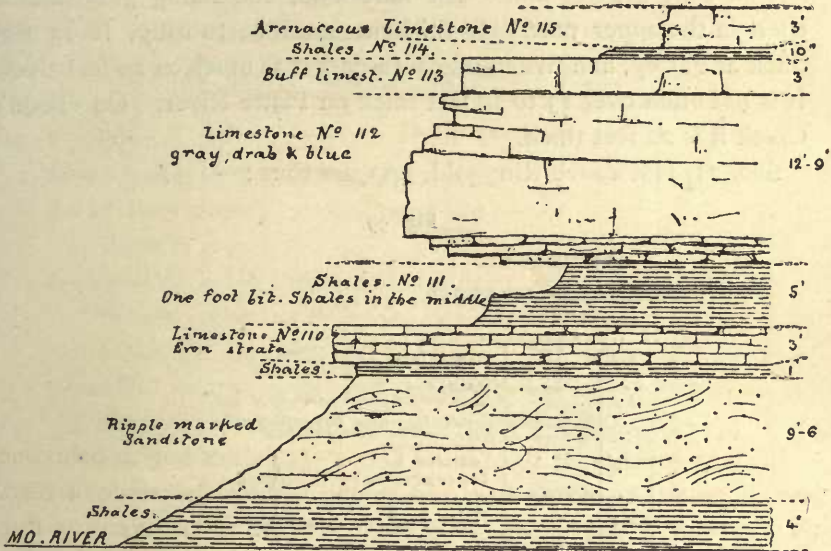 Arenaceous Limestone Nº 115. 3'
Shales Nº 114. 10"
Buff limest. Nº 113 3'
Limestone Nº 112
gray, drab & blue 12'-9"
Shales. Nº 111.
One foot bit. Shales in the middle 5'
Limestone Nº 110
Even strata 3'
Shales. 1'
Ripple marked
Sandstone 9'-6
Shales. 4'
MO. RIVER